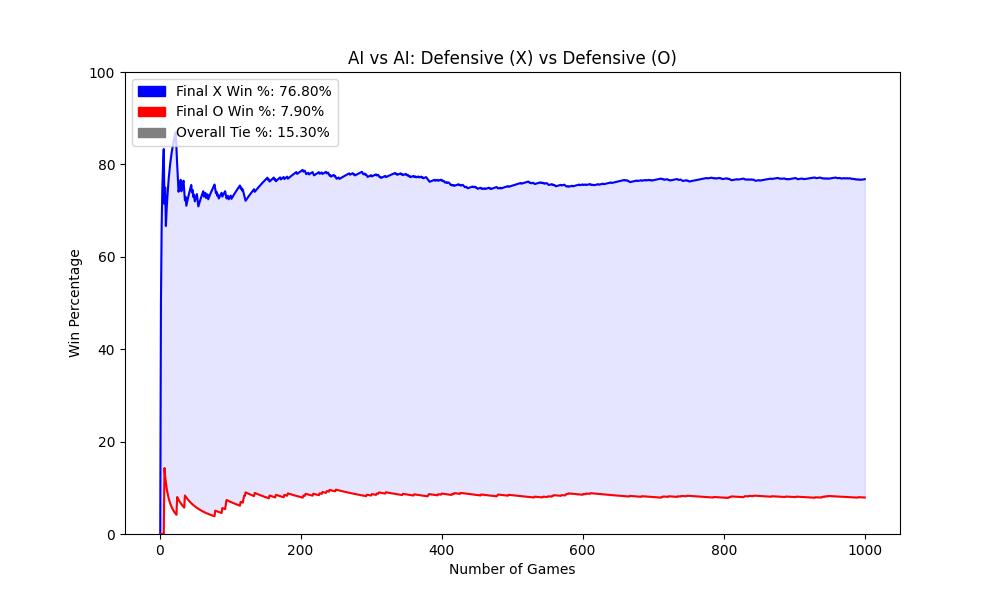 AI vs AI: Defensive (X) vs Defensive (O)
100
80
60
40
20
0
Win Percentage
Final X Win %: 76.80%
Final O Win %: 7.90%
Overall Tie %: 15.30%
0 200 400 600 800 1000
Number of Games